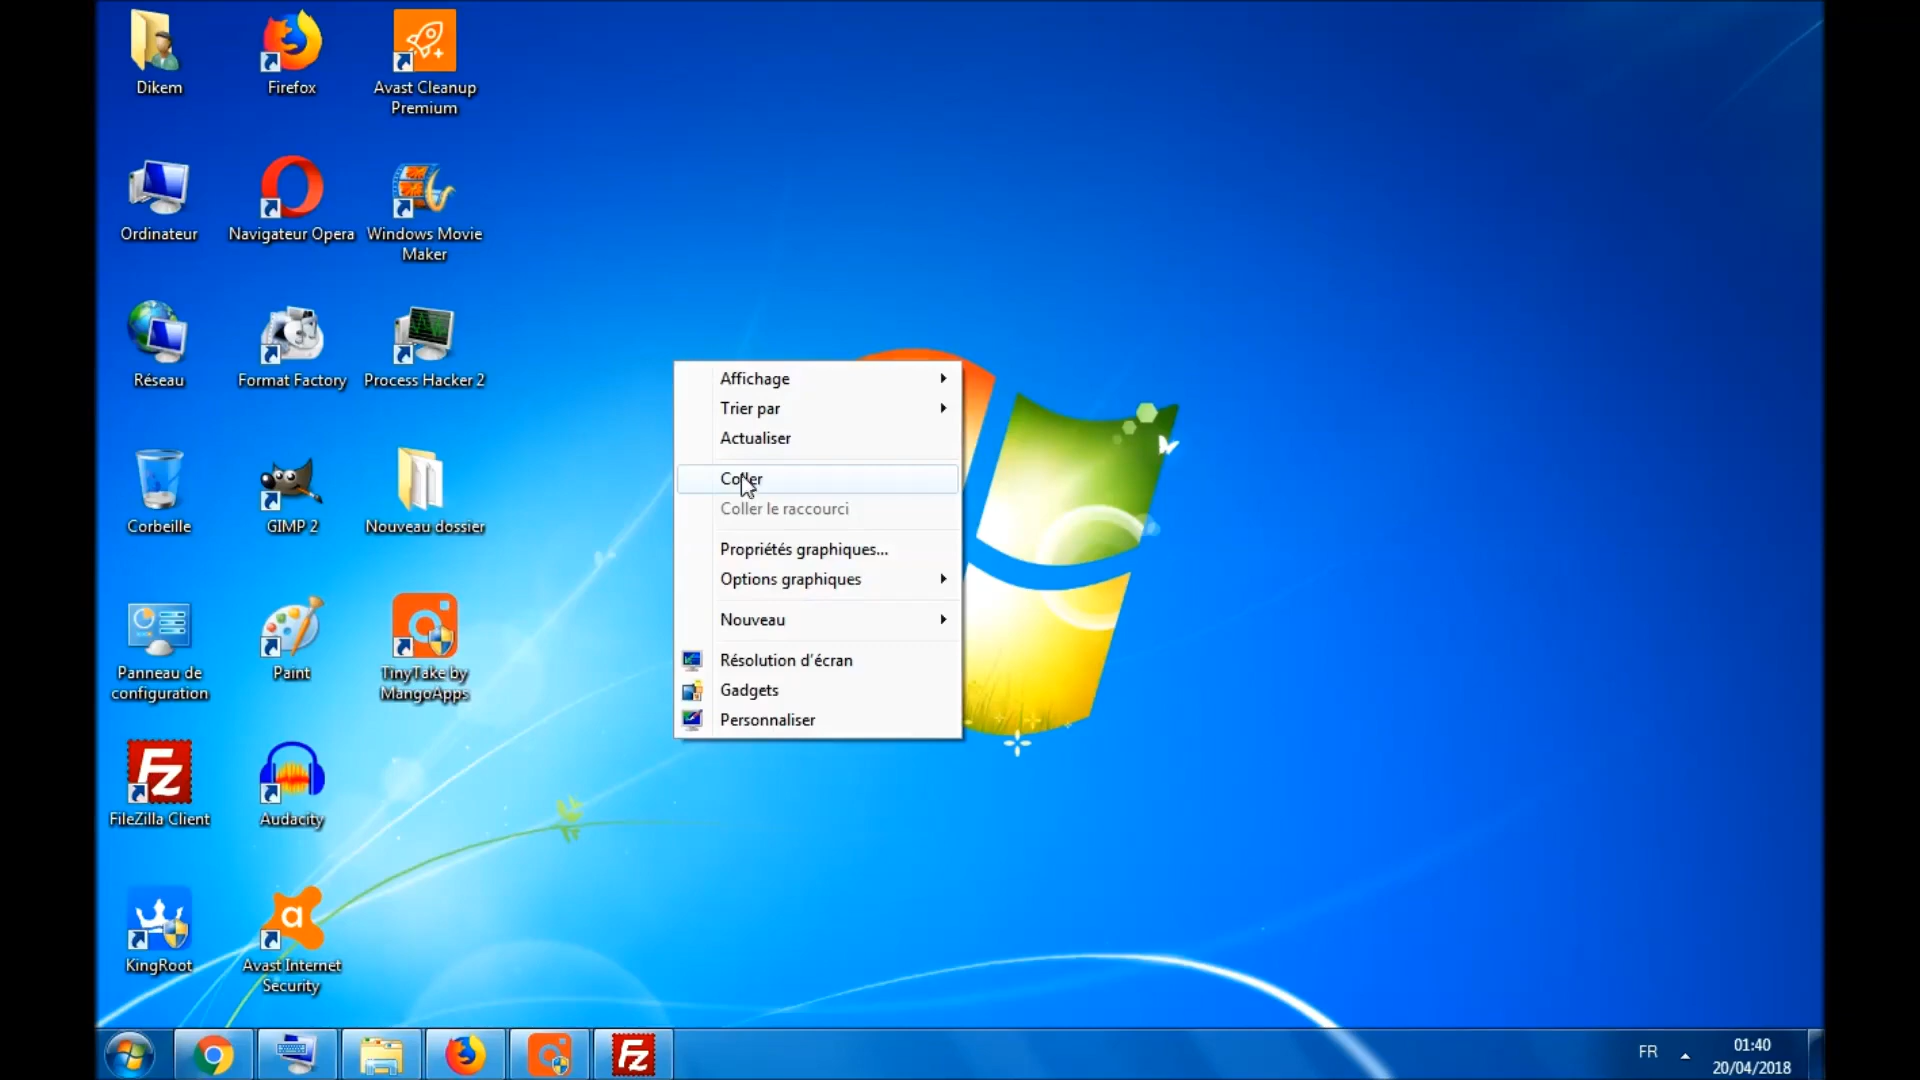 Dikem
Firefox
Avast Cleanup
Premium
Ordinateur
Navigateur Opera
Windows Movie
Maker
Réseau
Format Factory
Process Hacker 2
Corbeille
GIMP 2
Nouveau dossier
Panneau de
configuration
Paint
TinyTake by
MangoApps
FileZilla Client
Audacity
KingRoot
Avast Internet
Security
Affichage
Trier par
Actualiser
Coller
Coller le raccourci
Propriétés graphiques...
Options graphiques
Nouveau
Résolution d'écran
Gadgets
Personnaliser
FR
01:40
20/04/2018